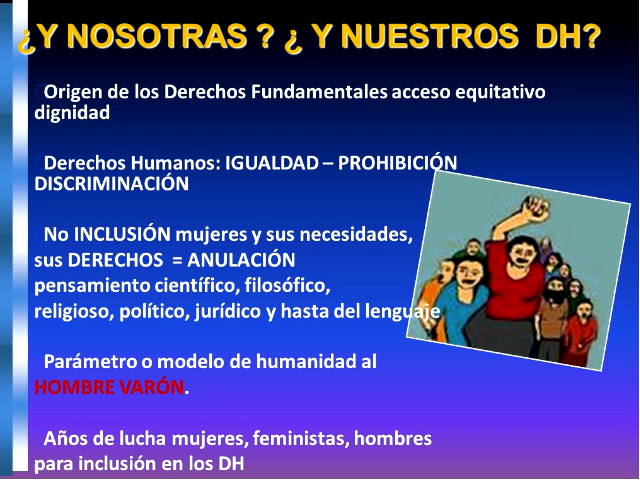 ¿Y NOSOTRAS ? ¿ Y NUESTROS DH?
Origen de los Derechos Fundamentales acceso equitativo
dignidad
Derechos Humanos: IGUALDAD – PROHIBICIÓN
DISCRIMINACIÓN
No INCLUSIÓN mujeres y sus necesidades,
sus DERECHOS = ANULACIÓN
pensamiento científico, filosófico,
religioso, político, jurídico y hasta del lenguaje
Parámetro o modelo de humanidad al
HOMBRE VARÓN.
Años de lucha mujeres, feministas, hombres
para inclusión en los DH